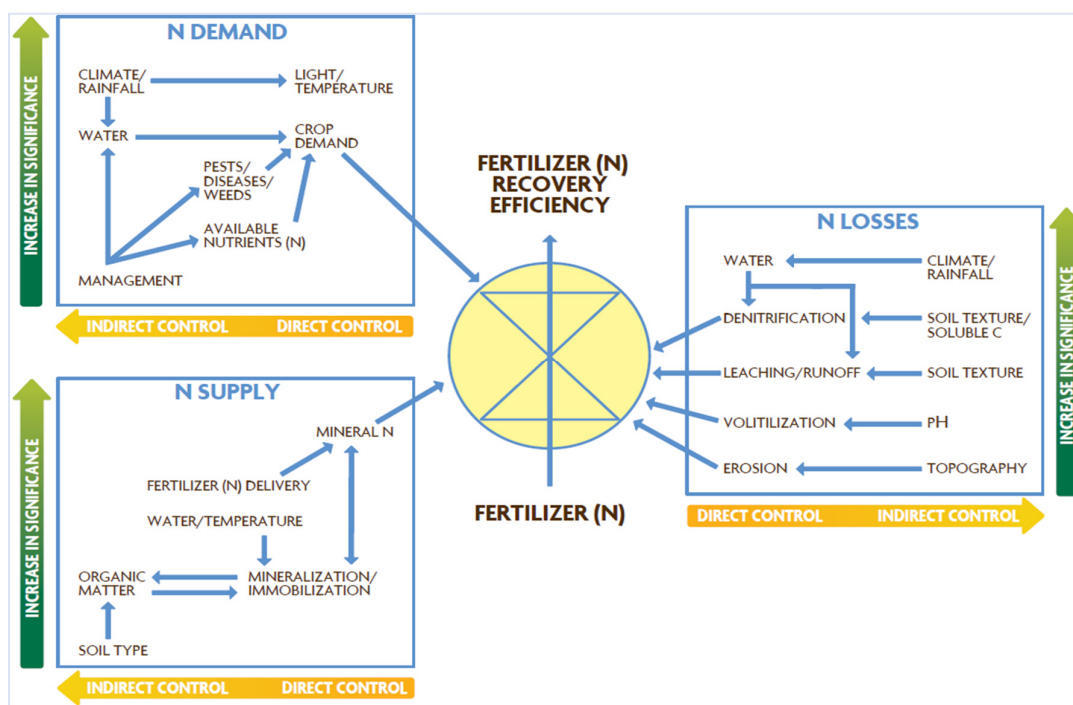 N DEMAND
INCREASE IN SIGNIFICANCE
CLIMATE/
RAINFALL
LIGHT/
TEMPERATURE
WATER
CROP
DEMAND
PESTS/
DISEASES/
WEEDS
AVAILABLE
NUTRIENTS (N)
MANAGEMENT
INDIRECT CONTROL
DIRECT CONTROL
N SUPPLY
INCREASE IN SIGNIFICANCE
MINERAL N
FERTILIZER (N) DELIVERY
WATER/TEMPERATURE
ORGANIC
MATTER
MINERALIZATION/
IMMOBILIZATION
SOIL TYPE
INDIRECT CONTROL
DIRECT CONTROL
FERTILIZER (N)
RECOVERY
EFFICIENCY
FERTILIZER (N)
N LOSSES
INCREASE IN SIGNIFICANCE
WATER
CLIMATE/
RAINFALL
DENITRIFICATION
SOIL TEXTURE/
SOLUBLE C
LEACHING/RUNOFF
SOIL TEXTURE
VOLITILIZATION
pH
EROSION
TOPOGRAPHY
DIRECT CONTROL
INDIRECT CONTROL